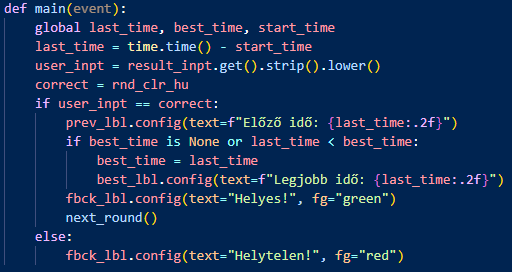 def main(event):
    global last_time, best_time, start_time
    last_time = time.time() - start_time
    user_inpt = result_inpt.get().strip().lower()
    correct = rnd_clr_hu
    if user_inpt == correct:
        prev_lbl.config(text=f"Előző idő: {last_time:.2f}")
        if best_time is None or last_time < best_time:
            best_time = last_time
            best_lbl.config(text=f"Legjobb idő: {last_time:.2f}")
        fbck_lbl.config(text="Helyes!", fg="green")
        next_round()
    else:
        fbck_lbl.config(text="Helytelen!", fg="red")